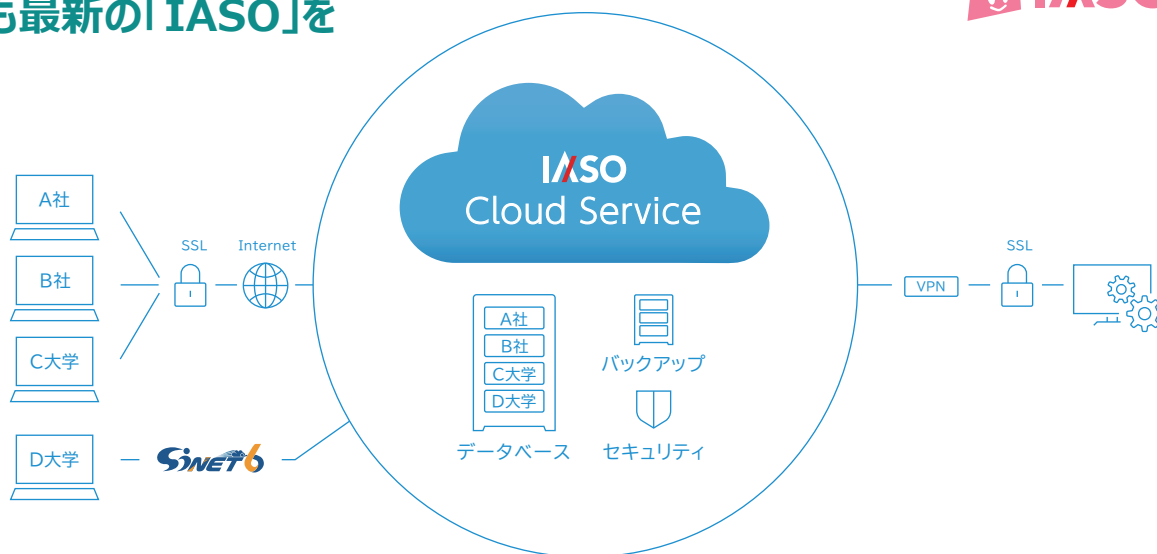 も最新の「IASO」を
IASO
IASO
Cloud Service
A社
B社
C大学
D大学
SSL
Internet
SINET6
A社
B社
C大学
D大学
データベース
バックアップ
セキュリティ
VPN
SSL